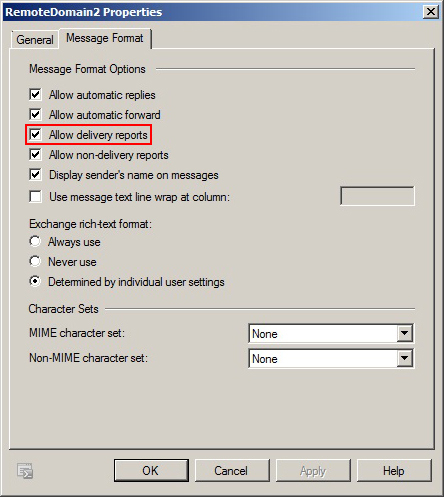 RemoteDomain2 Properties
General
Message Format
Message Format Options
Allow automatic replies
Allow automatic forward
Allow delivery reports
Allow non-delivery reports
Display sender's name on messages
Use message text line wrap at column:
Exchange rich-text format:
Always use
Never use
Determined by individual user settings
Character Sets
MIME character set:
None
Non-MIME character set:
None
OK
Cancel
Apply
Help